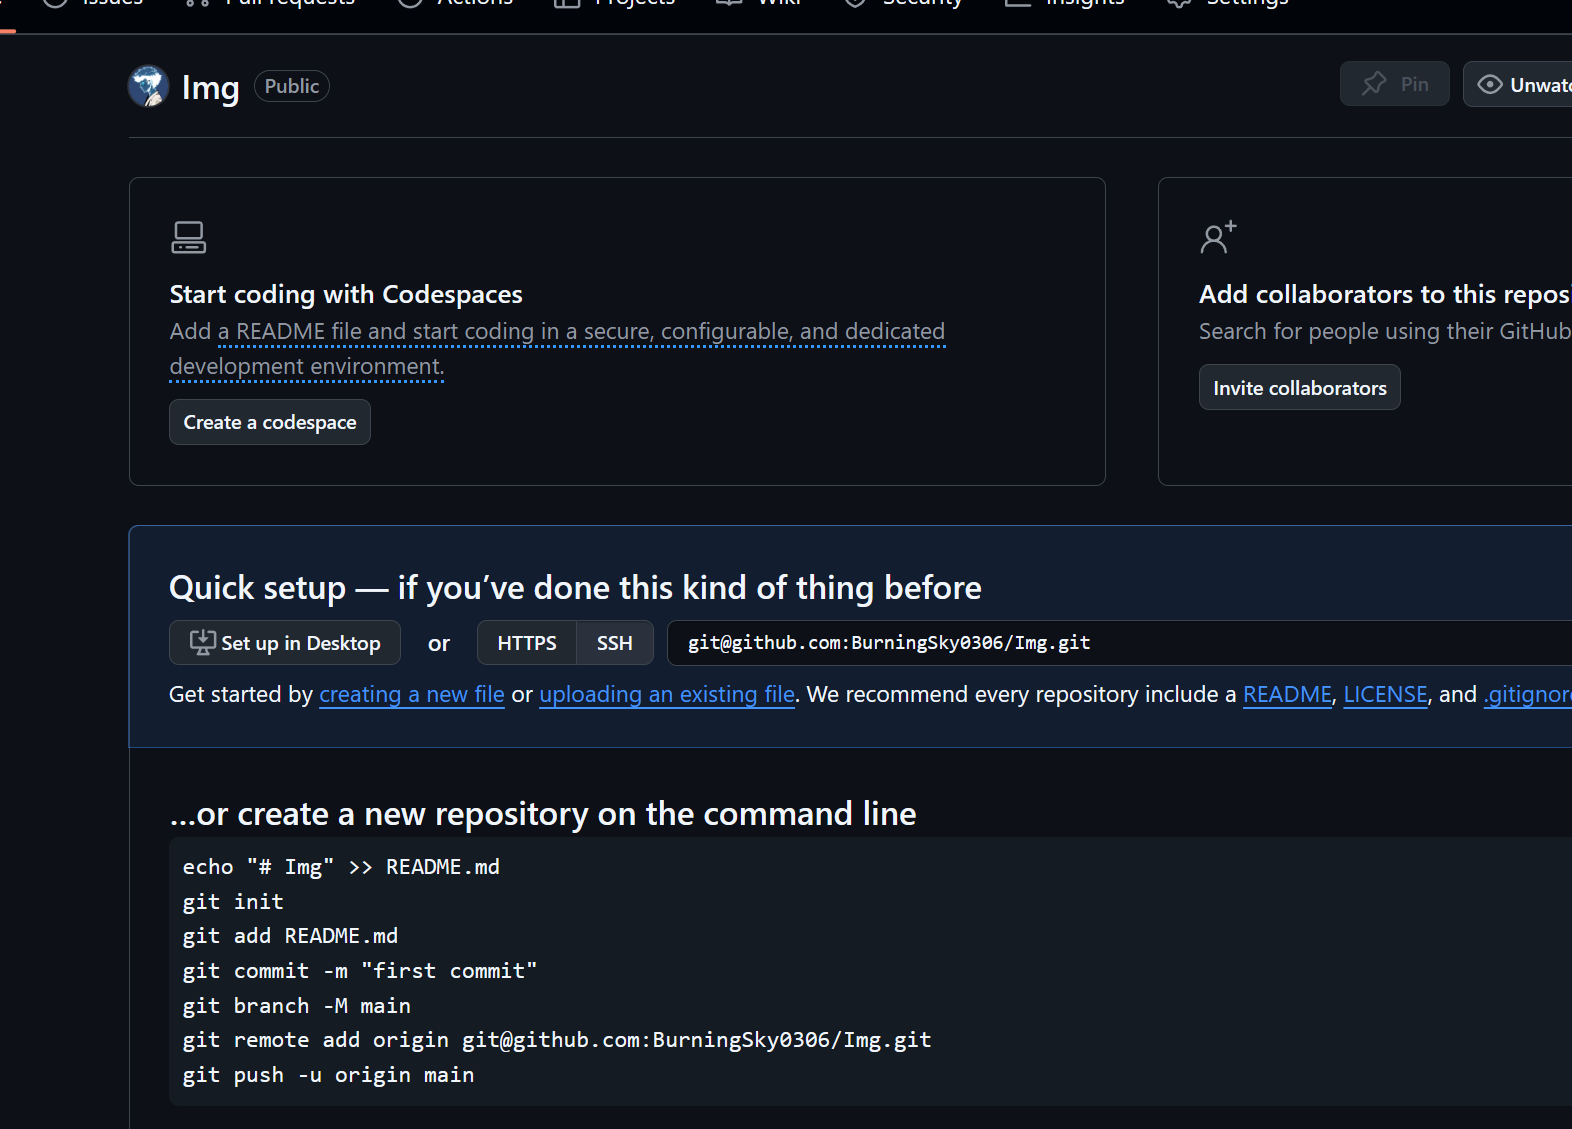 Issues Pull requests Actions Projects Wiki Security Insights Settings
Img Public Pin Unwatc
Start coding with Codespaces
Add a README file and start coding in a secure, configurable, and dedicated
development environment.
Create a codespace
Add collaborators to this reposi
Search for people using their GitHub
Invite collaborators
Quick setup — if you’ve done this kind of thing before
Set up in Desktop or HTTPS SSH git@github.com:BurningSky0306/Img.git
Get started by creating a new file or uploading an existing file. We recommend every repository include a README, LICENSE, and .gitignore
…or create a new repository on the command line
echo "# Img" >> README.md
git init
git add README.md
git commit -m "first commit"
git branch -M main
git remote add origin git@github.com:BurningSky0306/Img.git
git push -u origin main